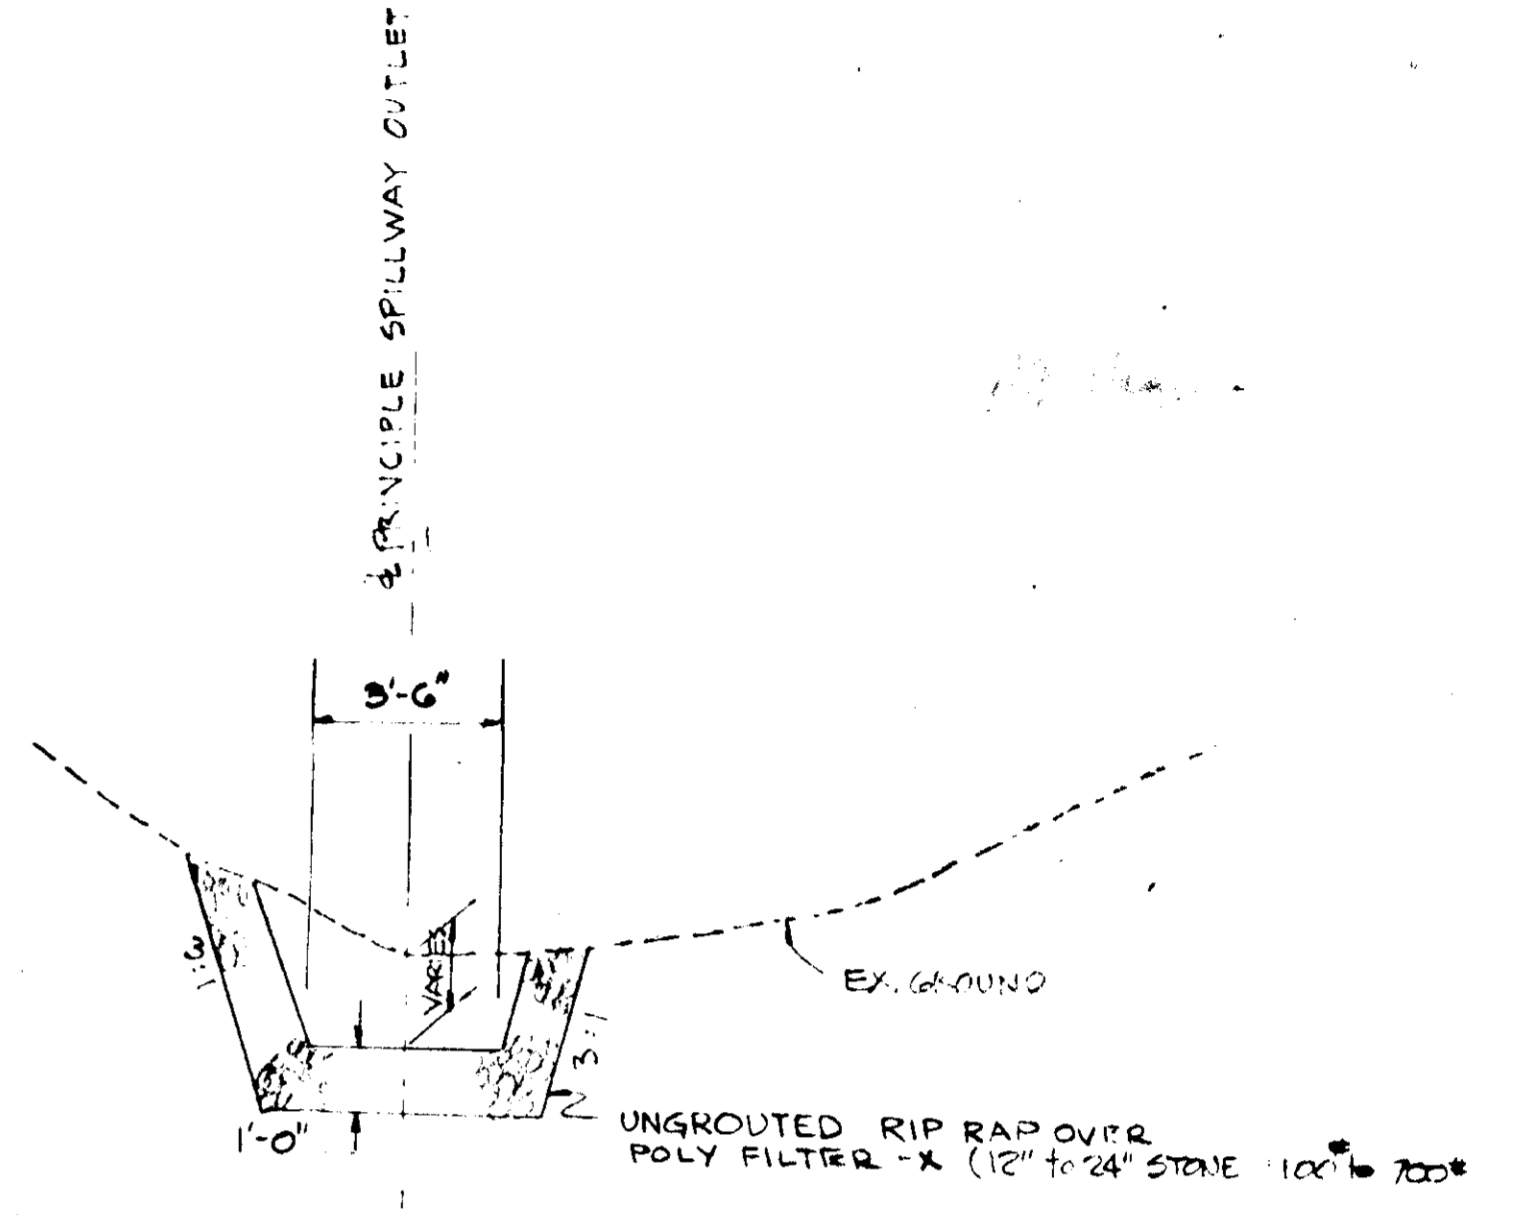 ℄ PRINCIPLE SPILLWAY OUTLET
3'-6"
VARIES
1:3
3:1
EX. GROUND
1'-0"
UNGROUTED RIP RAP OVER
POLY FILTER-X (12" to 24" STONE 100# to 700#